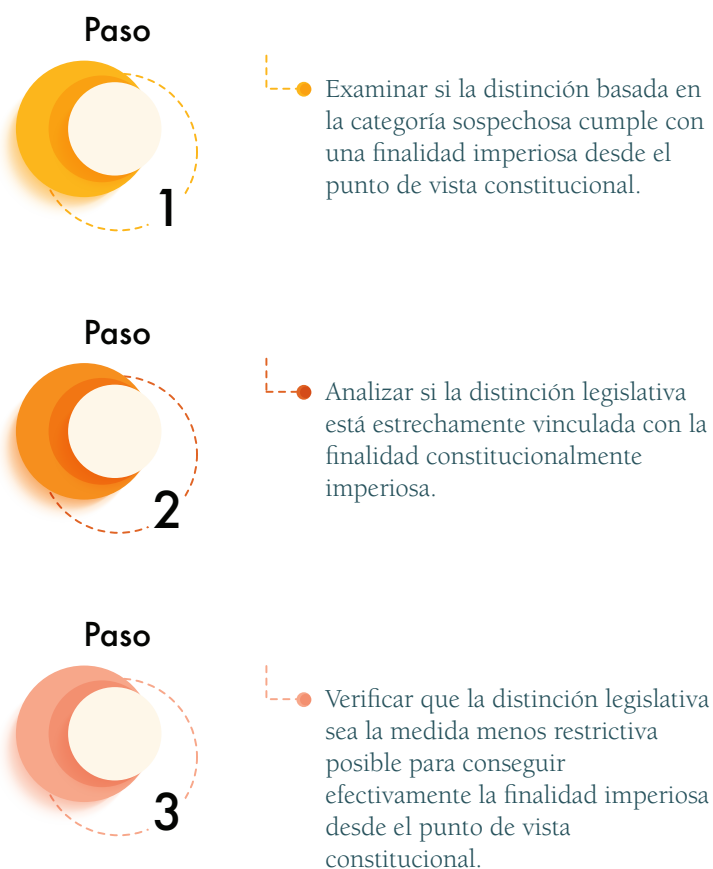 Paso
1
Examinar si la distinción basada en
la categoría sospechosa cumple con
una finalidad imperiosa desde el
punto de vista constitucional.
Paso
2
Analizar si la distinción legislativa
está estrechamente vinculada con la
finalidad constitucionalmente
imperiosa.
Paso
3
Verificar que la distinción legislativa
sea la medida menos restrictiva
posible para conseguir
efectivamente la finalidad imperiosa
desde el punto de vista
constitucional.